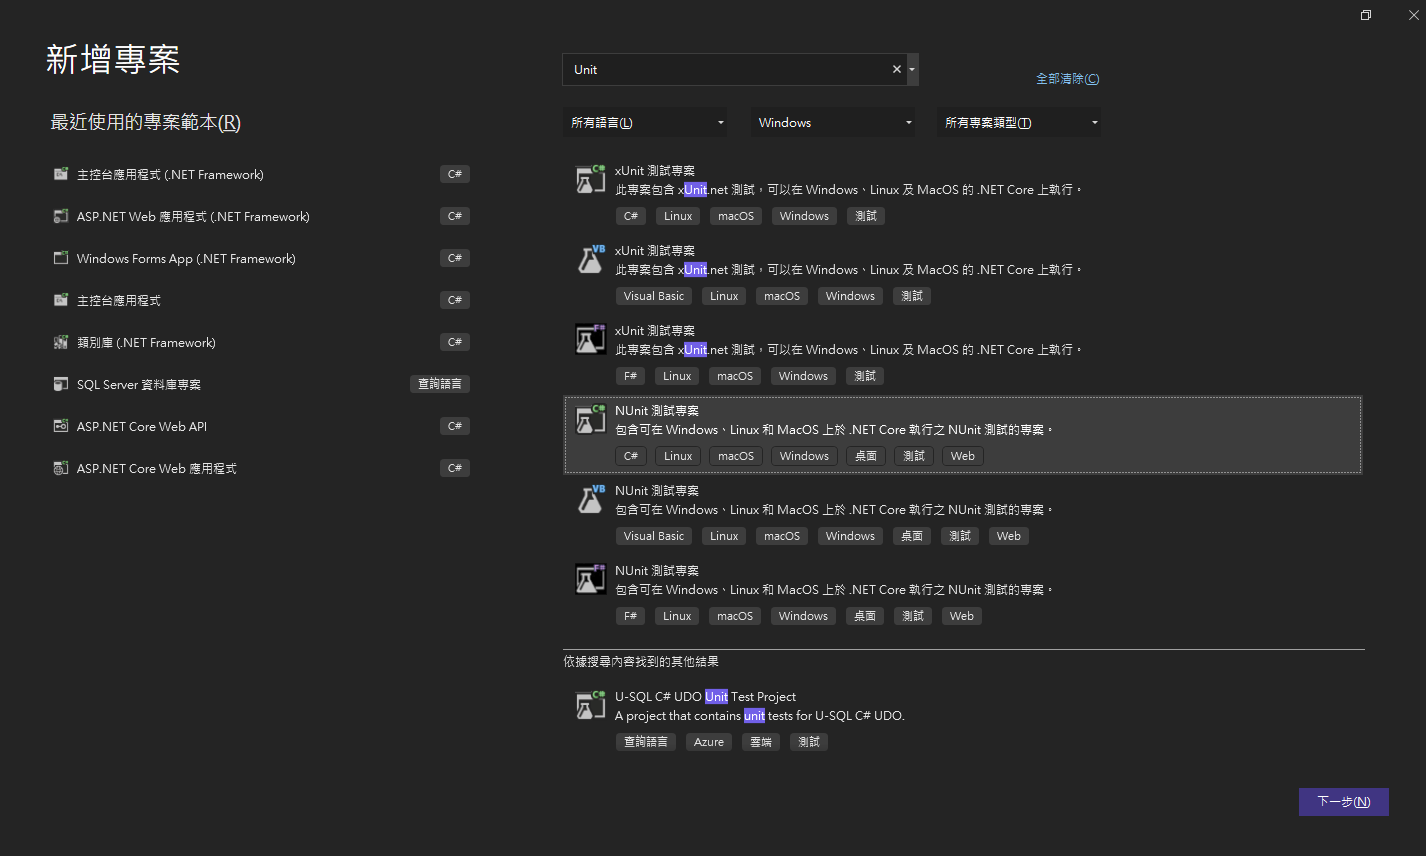 新增專案
最近使用的專案範本(R)
主控台應用程式 (.NET Framework) C#
ASP.NET Web 應用程式 (.NET Framework) C#
Windows Forms App (.NET Framework) C#
主控台應用程式 C#
類別庫 (.NET Framework) C#
SQL Server 資料庫專案 查詢語言
ASP.NET Core Web API C#
ASP.NET Core Web 應用程式 C#
Unit
全部清除(C)
所有語言(L) Windows 所有專案類型(T)
xUnit 測試專案
此專案包含 xUnit.net 測試，可以在 Windows、Linux 及 MacOS 的 .NET Core 上執行。
C# Linux macOS Windows 測試
xUnit 測試專案
此專案包含 xUnit.net 測試，可以在 Windows、Linux 及 MacOS 的 .NET Core 上執行。
Visual Basic Linux macOS Windows 測試
xUnit 測試專案
此專案包含 xUnit.net 測試，可以在 Windows、Linux 及 MacOS 的 .NET Core 上執行。
F# Linux macOS Windows 測試
NUnit 測試專案
包含可在 Windows、Linux 和 MacOS 上於 .NET Core 執行之 NUnit 測試的專案。
C# Linux macOS Windows 桌面 測試 Web
NUnit 測試專案
包含可在 Windows、Linux 和 MacOS 上於 .NET Core 執行之 NUnit 測試的專案。
Visual Basic Linux macOS Windows 桌面 測試 Web
NUnit 測試專案
包含可在 Windows、Linux 和 MacOS 上於 .NET Core 執行之 NUnit 測試的專案。
F# Linux macOS Windows 桌面 測試 Web
依據搜尋內容找到的其他結果
U-SQL C# UDO Unit Test Project
A project that contains unit tests for U-SQL C# UDO.
查詢語言 Azure 雲端 測試
下一步(N)